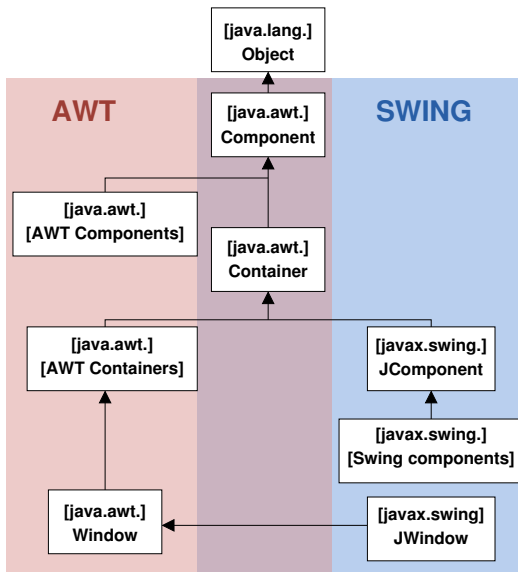 [java.lang.]
Object
AWT
[java.awt.]
Component
SWING
[java.awt.]
[AWT Components]
[java.awt.]
Container
[java.awt.]
[AWT Containers]
[javax.swing.]
JComponent
[javax.swing.]
[Swing components]
[java.awt.]
Window
[javax.swing]
JWindow